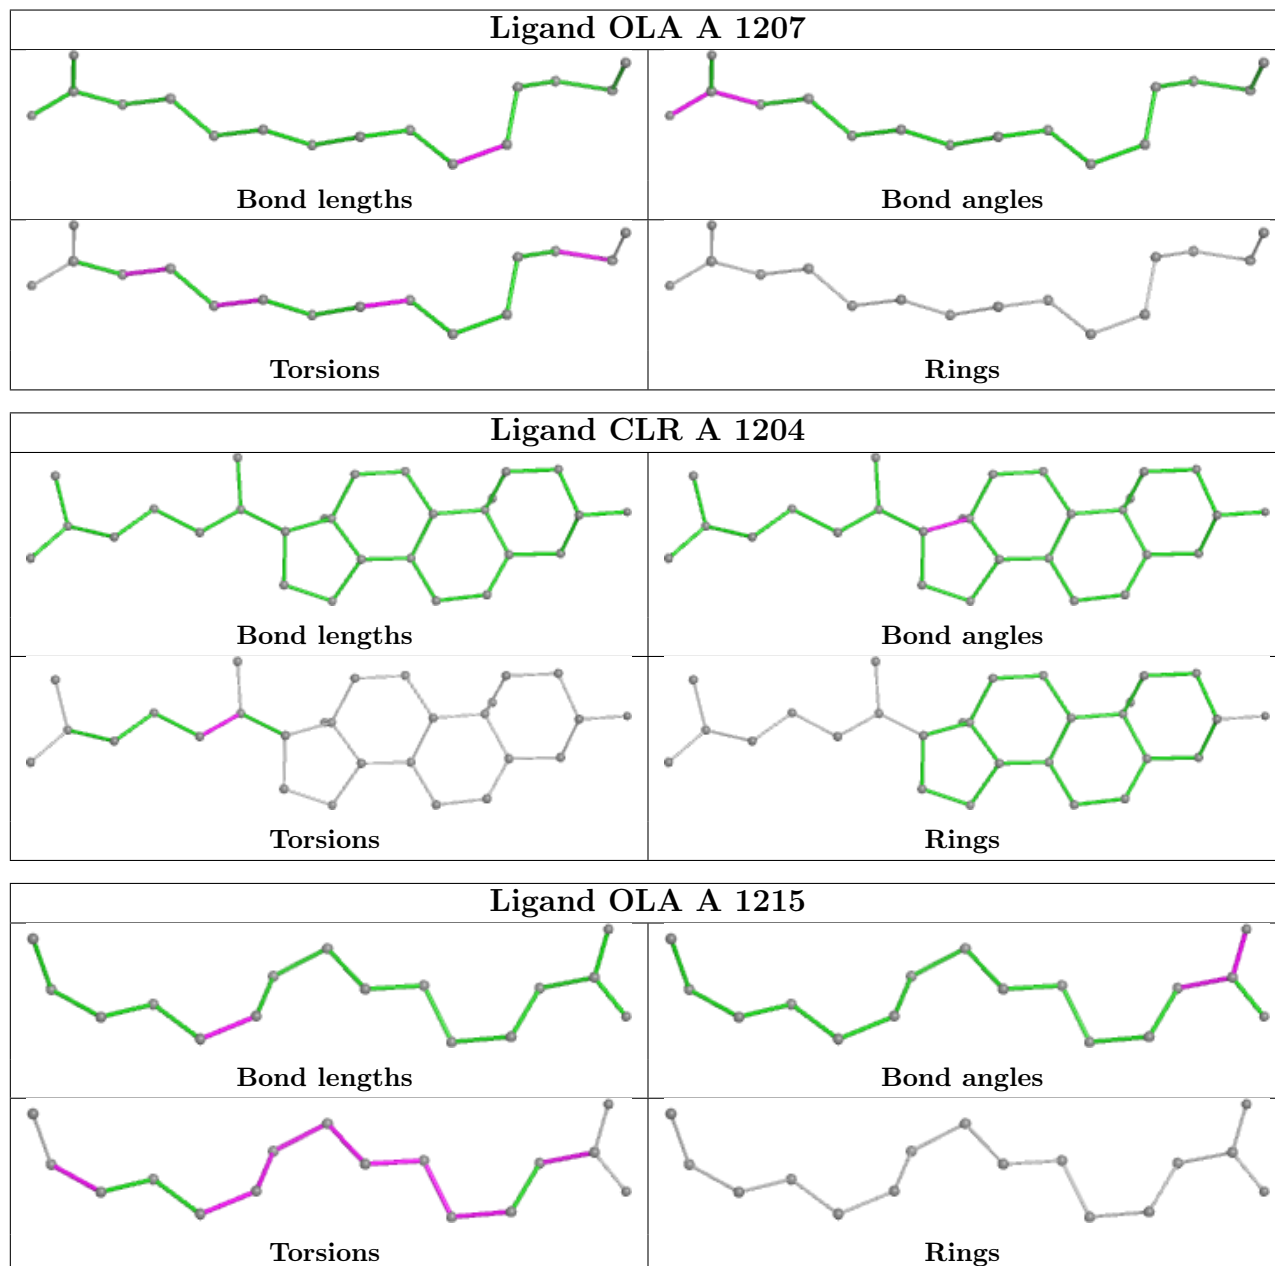 Ligand OLA A 1207
Bond lengths
Bond angles
Torsions
Rings
Ligand CLR A 1204
Bond lengths
Bond angles
Torsions
Rings
Ligand OLA A 1215
Bond lengths
Bond angles
Torsions
Rings